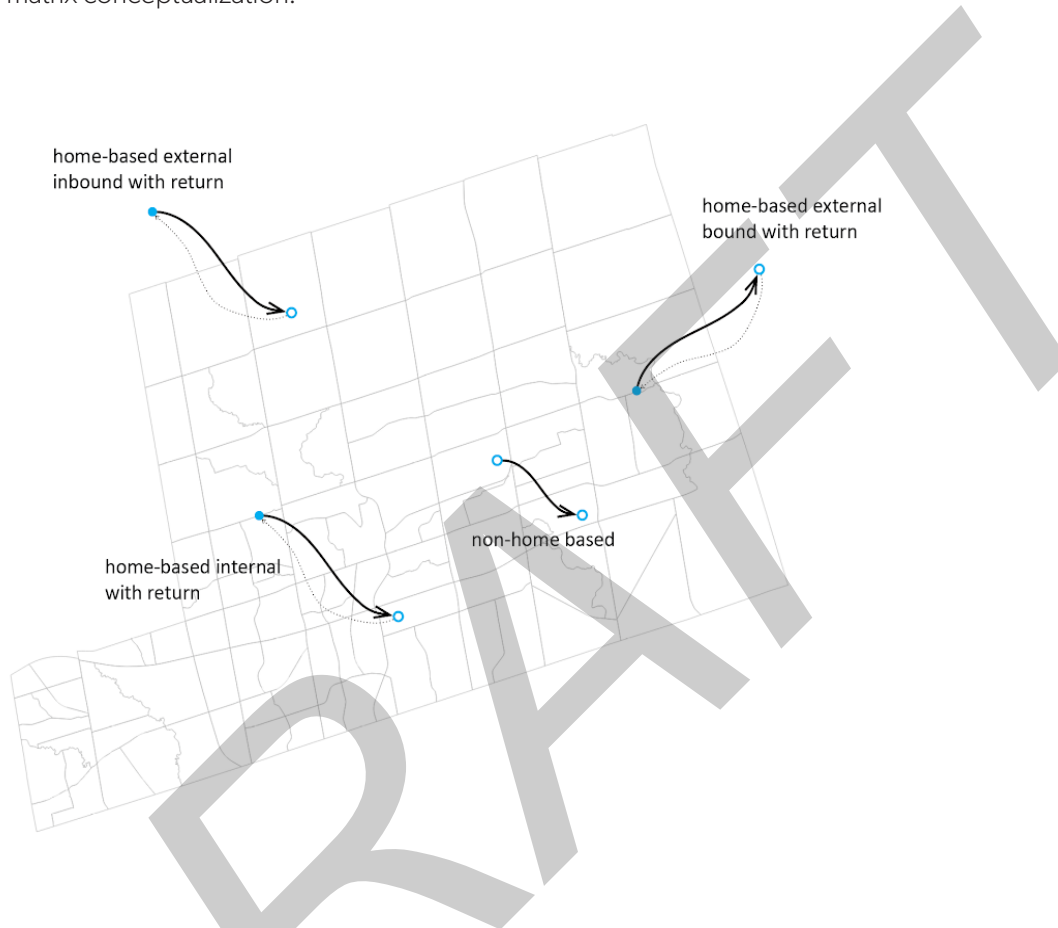 matrix conceptualization.
home-based external
inbound with return
home-based external
bound with return
non-home based
home-based internal
with return
RAFT